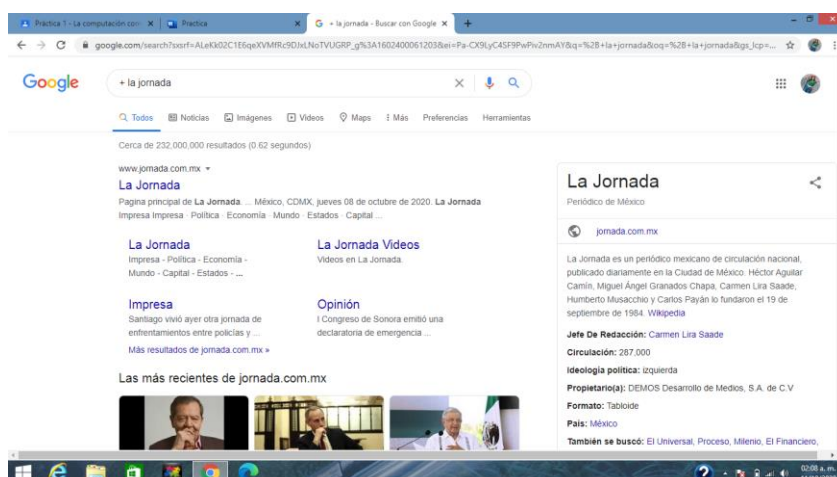 Práctica 1 - La computación com
Practica
+ la jornada - Buscar con Google
google.com/search?sxsrf=ALeKk02C1E6qeXVMfRc9DJxLNoTVUGRP_g%3A1602400061203&ei=Pa-CX9LyC4SF9PwPiv2nmAY&q=%28+la+jornada&oq=%28+la+jornada&gs_lcp=...
Google
+ la jornada
Todos Noticias Imágenes Videos Maps Más Preferencias Herramientas
Cerca de 232,000,000 resultados (0.62 segundos)
www.jornada.com.mx
La Jornada
Pagina principal de La Jornada. ... México, CDMX, jueves 08 de octubre de 2020. La Jornada
Impresa Impresa · Política · Economía · Mundo · Estados · Capital ...
La Jornada
Impresa - Política - Economía -
Mundo - Capital - Estados - ...
La Jornada Videos
Videos en La Jornada.
Impresa
Santiago vivió ayer otra jornada de
enfrentamientos entre policías y ...
Opinión
l Congreso de Sonora emitió una
declaratoria de emergencia ...
Más resultados de jornada.com.mx »
Las más recientes de jornada.com.mx
La Jornada
Periódico de México
jornada.com.mx
La Jornada es un periódico mexicano de circulación nacional,
publicado diariamente en la Ciudad de México. Héctor Aguilar
Camín, Miguel Ángel Granados Chapa, Carmen Lira Saade,
Humberto Musacchio y Carlos Payán lo fundaron el 19 de
septiembre de 1984. Wikipedia
Jefe De Redacción: Carmen Lira Saade
Circulación: 287,000
Ideología política: Izquierda
Propietario(a): DEMOS Desarrollo de Medios, S.A. de C.V
Formato: Tabloide
País: México
También se buscó: El Universal, Proceso, Milenio, El Financiero,
02:08 a. m.